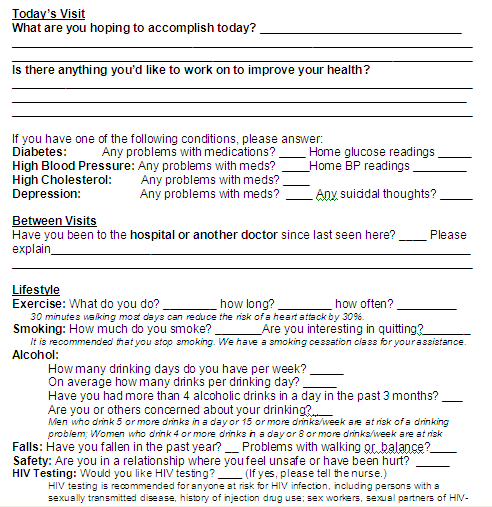 Today's Visit
What are you hoping to accomplish today? ______________________________
______________________________________________________________________
______________________________________________________________________
Is there anything you'd like to work on to improve your health?
______________________________________________________________________
_____________________________________________________________________
______________________________________________________________________
If you have one of the following conditions, please answer:
Diabetes: Any problems with medications? ____ Home glucose readings _____
High Blood Pressure: Any problems with meds? ____Home BP readings ________
High Cholesterol: Any problems with meds? ____
Depression: Any problems with meds? ____ Any suicidal thoughts? _____
Between Visits
Have you been to the hospital or another doctor since last seen here? ____ Please
explain_______________________________________________________________
______________________________________________________________________
Lifestyle
Exercise: What do you do? ________ how long? ________ how often? _________
30 minutes walking most days can reduce the risk of a heart attack by 30%.
Smoking: How much do you smoke? _______Are you interesting in quitting?_______
It is recommended that you stop smoking. We have a smoking cessation class for your assistance.
Alcohol:
How many drinking days do you have per week? _____
On average how many drinks per drinking day? _____
Have you had more than 4 alcoholic drinks in a day in the past 3 months? ___
Are you or others concerned about your drinking?___
Men who drink 5 or more drinks in a day or 15 or more drinks/week are at risk of a drinking
problem; Women who drink 4 or more drinks in a day or 8 or more drinks/week are at risk
Falls: Have you fallen in the past year? __ Problems with walking or balance?____
Safety: Are you in a relationship where you feel unsafe or have been hurt? _____
HIV Testing: Would you like HIV testing? ____ (If yes, please tell the nurse.)
HIV testing is recommended for anyone at risk for HIV infection, including persons with a
sexually transmitted disease, history of injection drug use; sex workers, sexual partners of HIV-